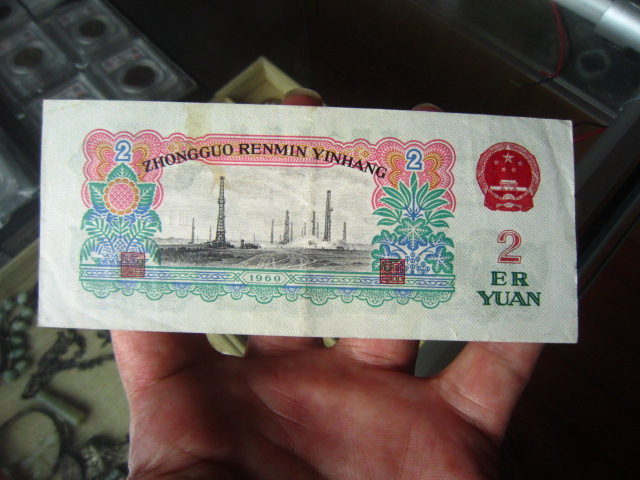 2
2
ZHONGGUO RENMIN YINHANG
1960
2
ER
YUAN